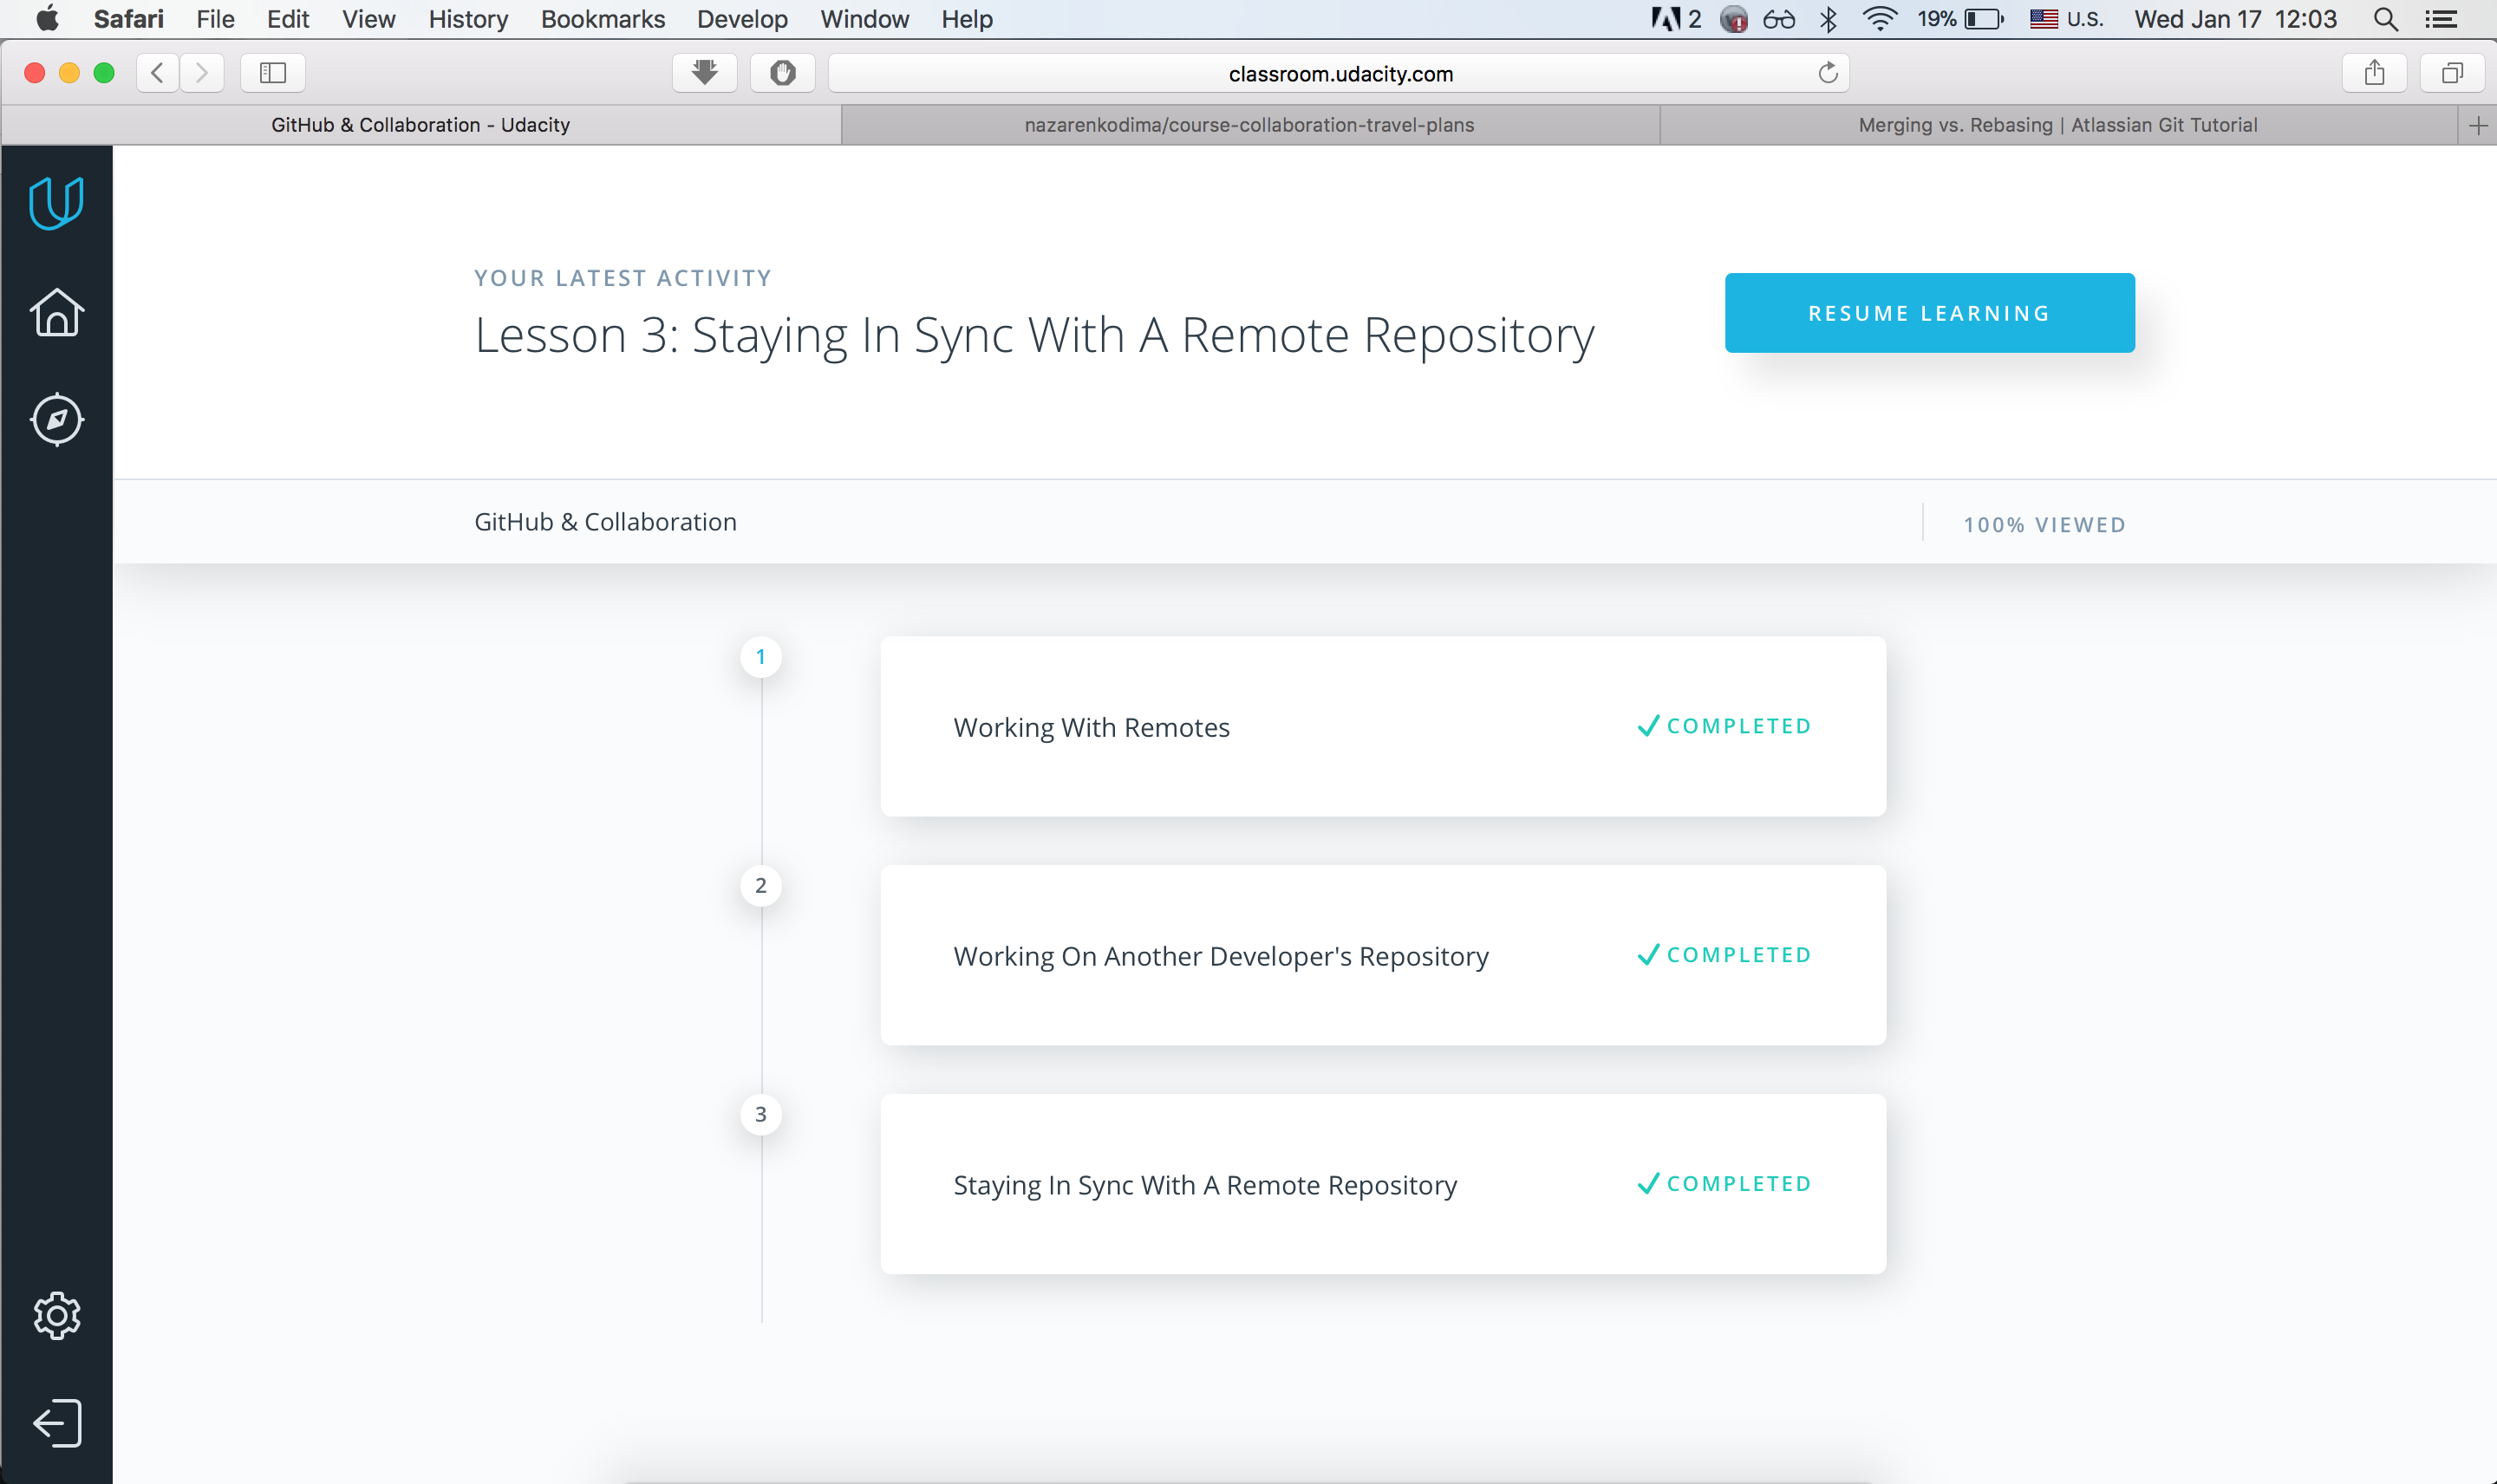 Safari File Edit View History Bookmarks Develop Window Help 2 19% U.S. Wed Jan 17 12:03
classroom.udacity.com
GitHub & Collaboration - Udacity
nazarenkodima/course-collaboration-travel-plans
Merging vs. Rebasing | Atlassian Git Tutorial
YOUR LATEST ACTIVITY
Lesson 3: Staying In Sync With A Remote Repository
RESUME LEARNING
GitHub & Collaboration
100% VIEWED
1
Working With Remotes
COMPLETED
2
Working On Another Developer's Repository
COMPLETED
3
Staying In Sync With A Remote Repository
COMPLETED